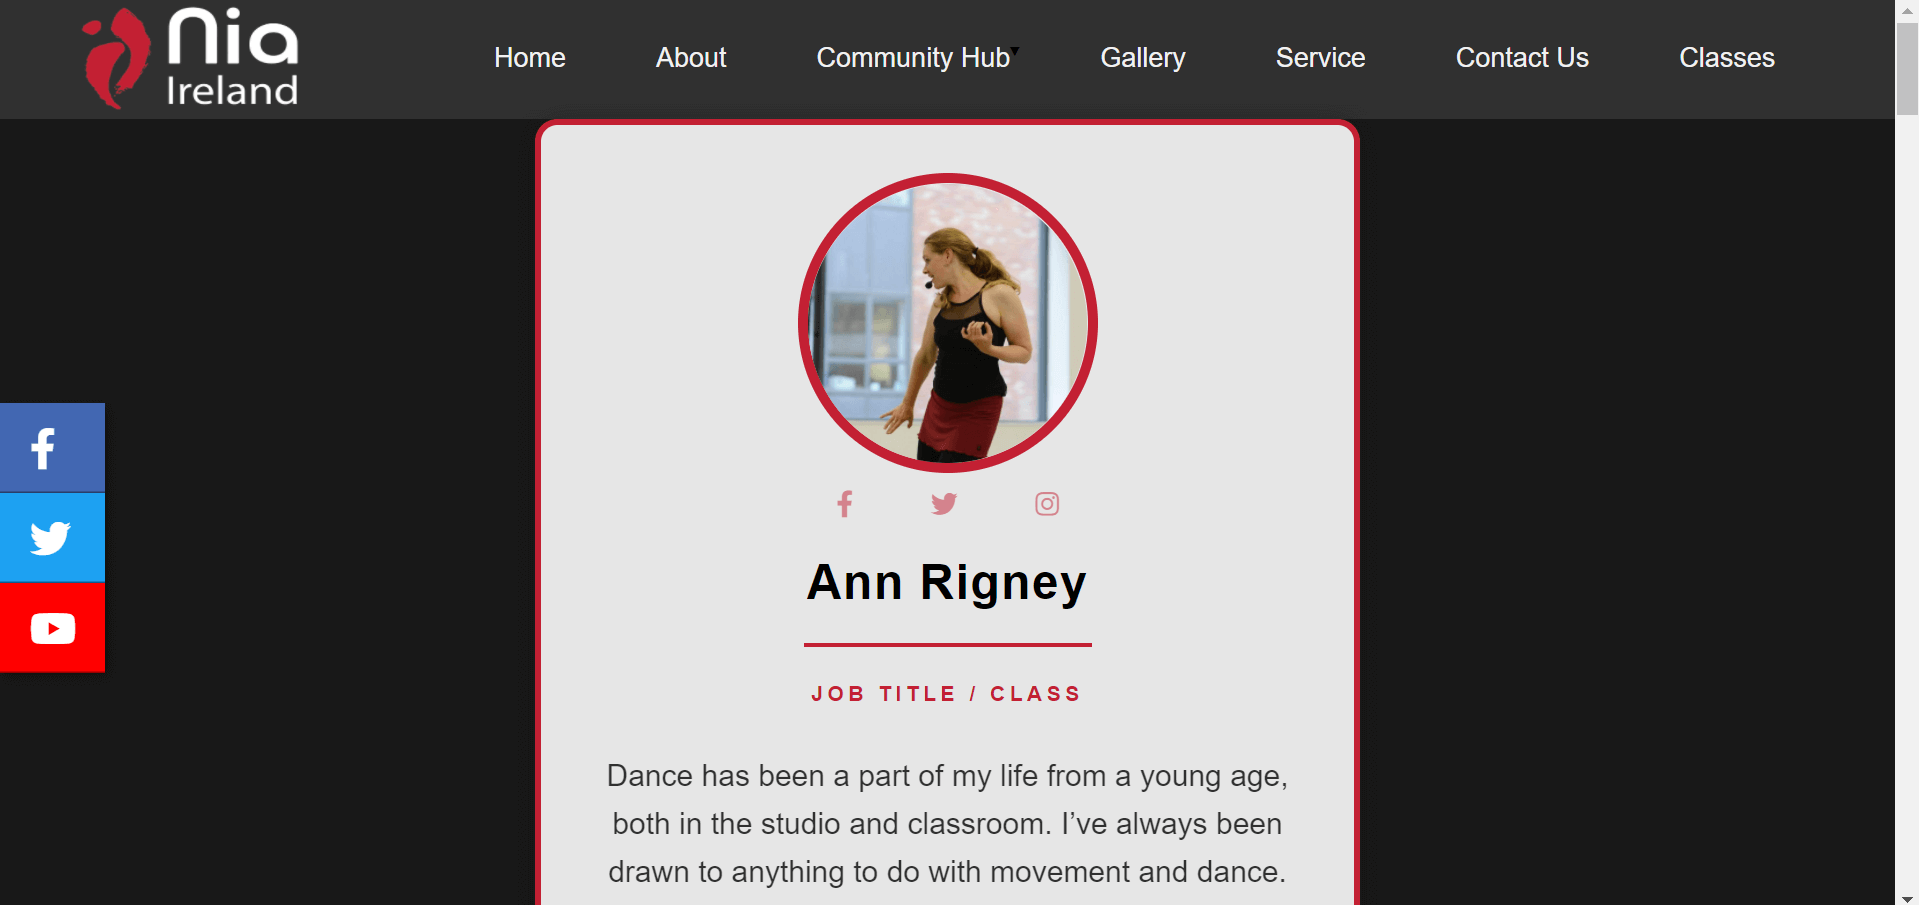 Nia
Ireland
Home
About
Community Hub
Gallery
Service
Contact Us
Classes
Ann Rigney
JOB TITLE / CLASS
Dance has been a part of my life from a young age,
both in the studio and classroom. I’ve always been
drawn to anything to do with movement and dance.